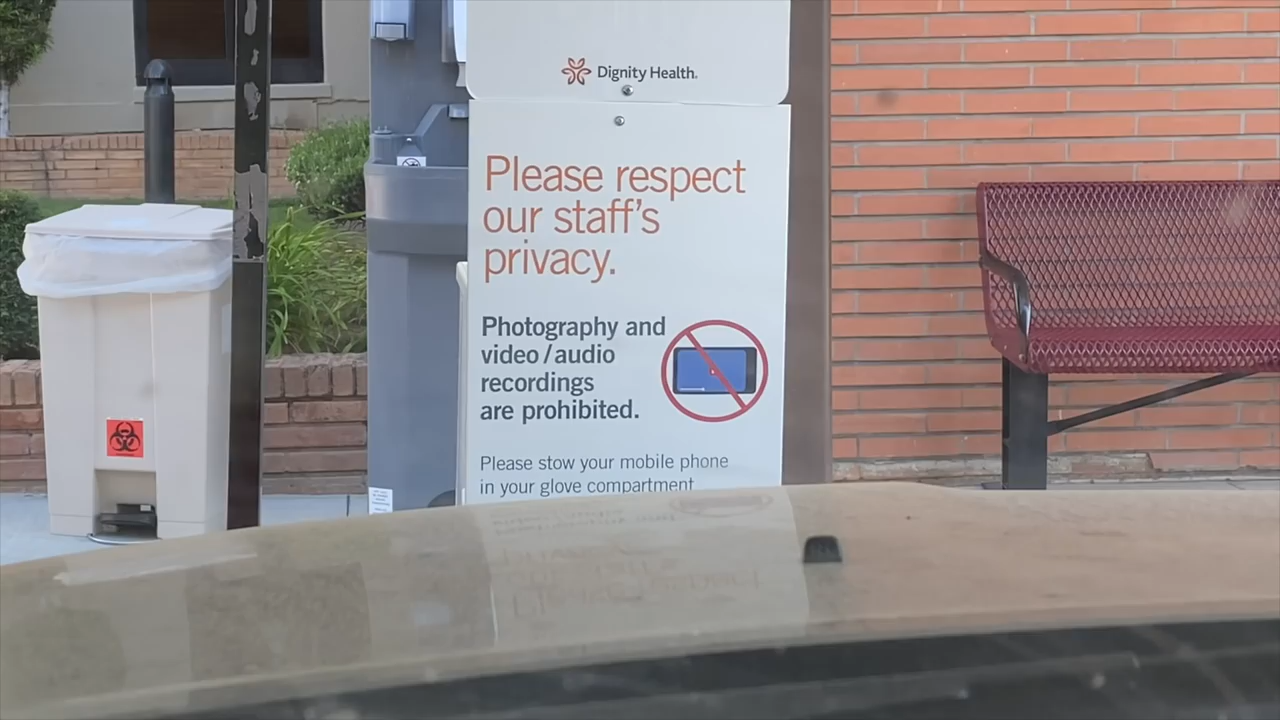 Dignity Health.
Please respect
our staff's
privacy.
Photography and
video/audio
recordings
are prohibited.
Please stow your mobile phone
in your glove compartment